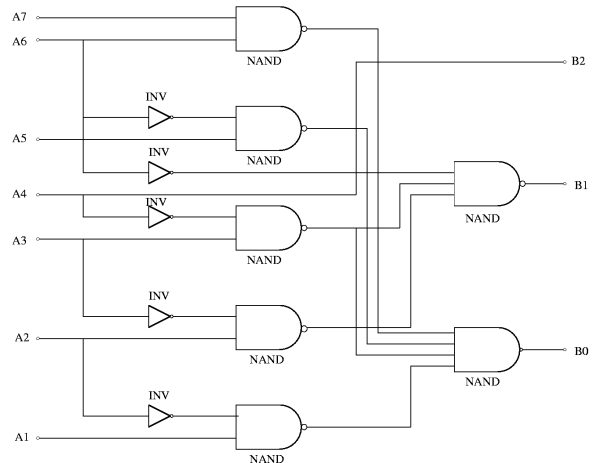 A7
A6
NAND
B2
INV
A5
NAND
INV
A4
B1
INV
NAND
A3
NAND
INV
A2
B0
NAND
NAND
INV
A1
NAND